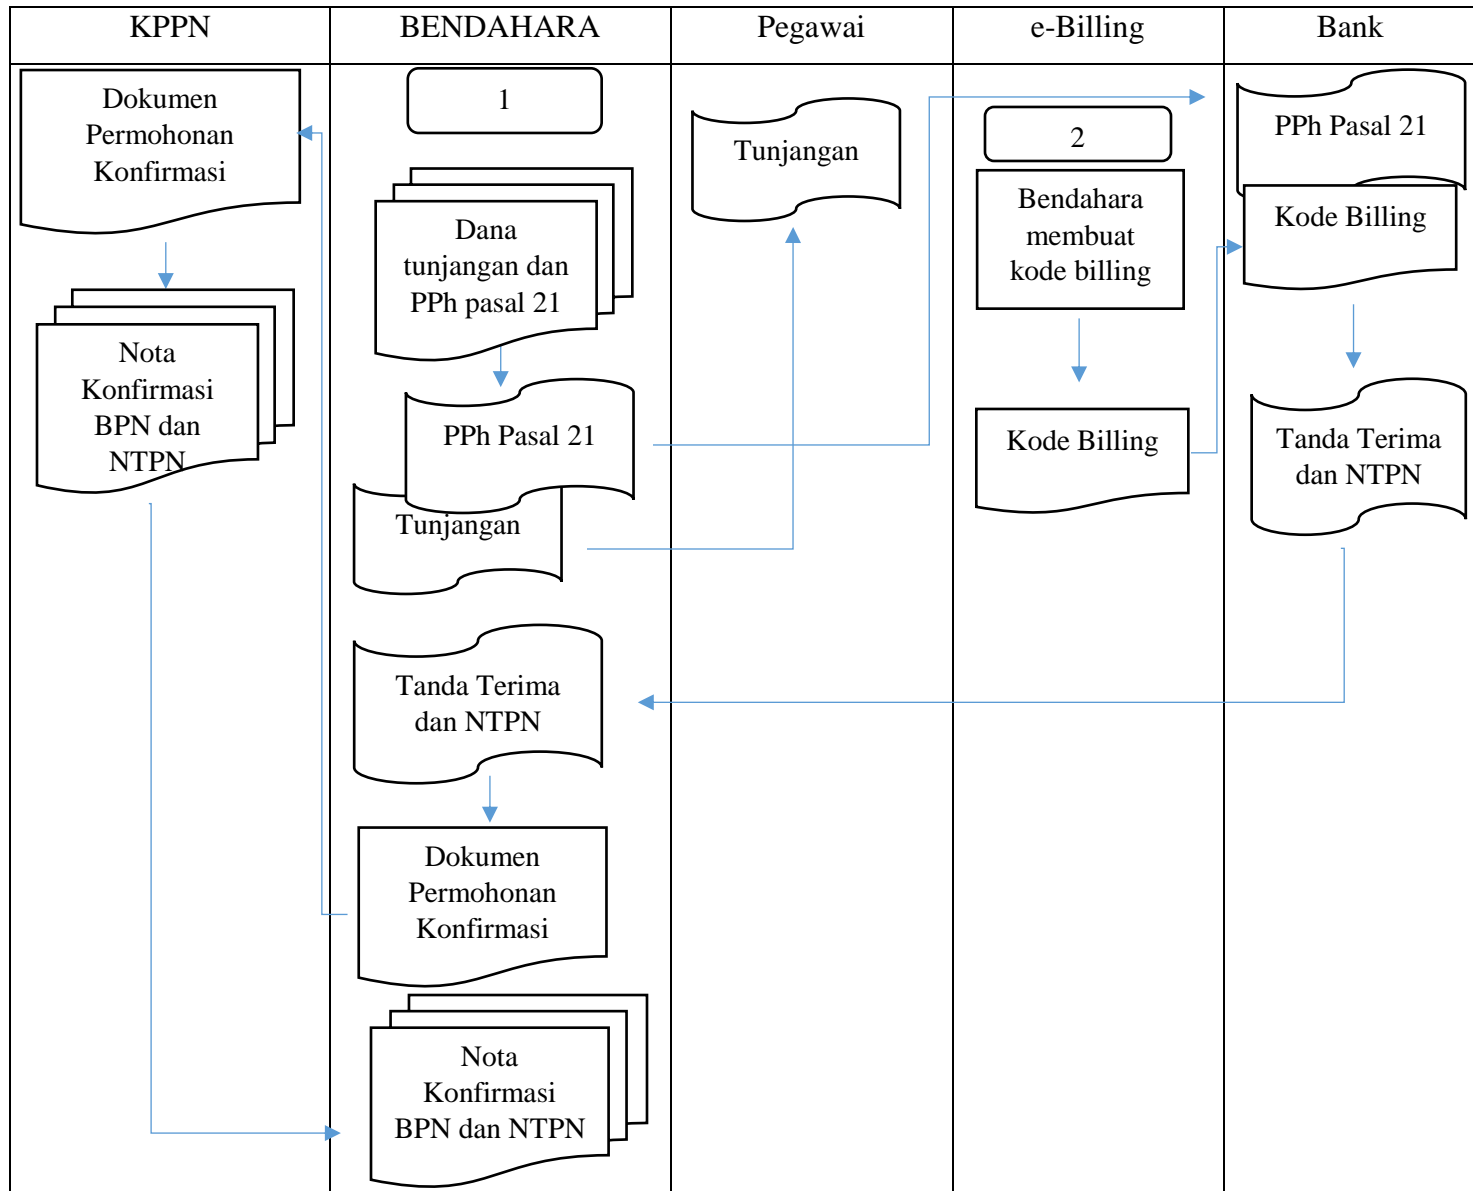 KPPN
BENDAHARA
Pegawai
e-Billing
Bank
Dokumen
Permohonan
Konfirmasi
Nota
Konfirmasi
BPN dan
NTPN
1
Dana
tunjangan dan
PPh pasal 21
PPh Pasal 21
Tunjangan
Tanda Terima
dan NTPN
Dokumen
Permohonan
Konfirmasi
Nota
Konfirmasi
BPN dan NTPN
Tunjangan
2
Bendahara
membuat
kode billing
Kode Billing
PPh Pasal 21
Kode Billing
Tanda Terima
dan NTPN